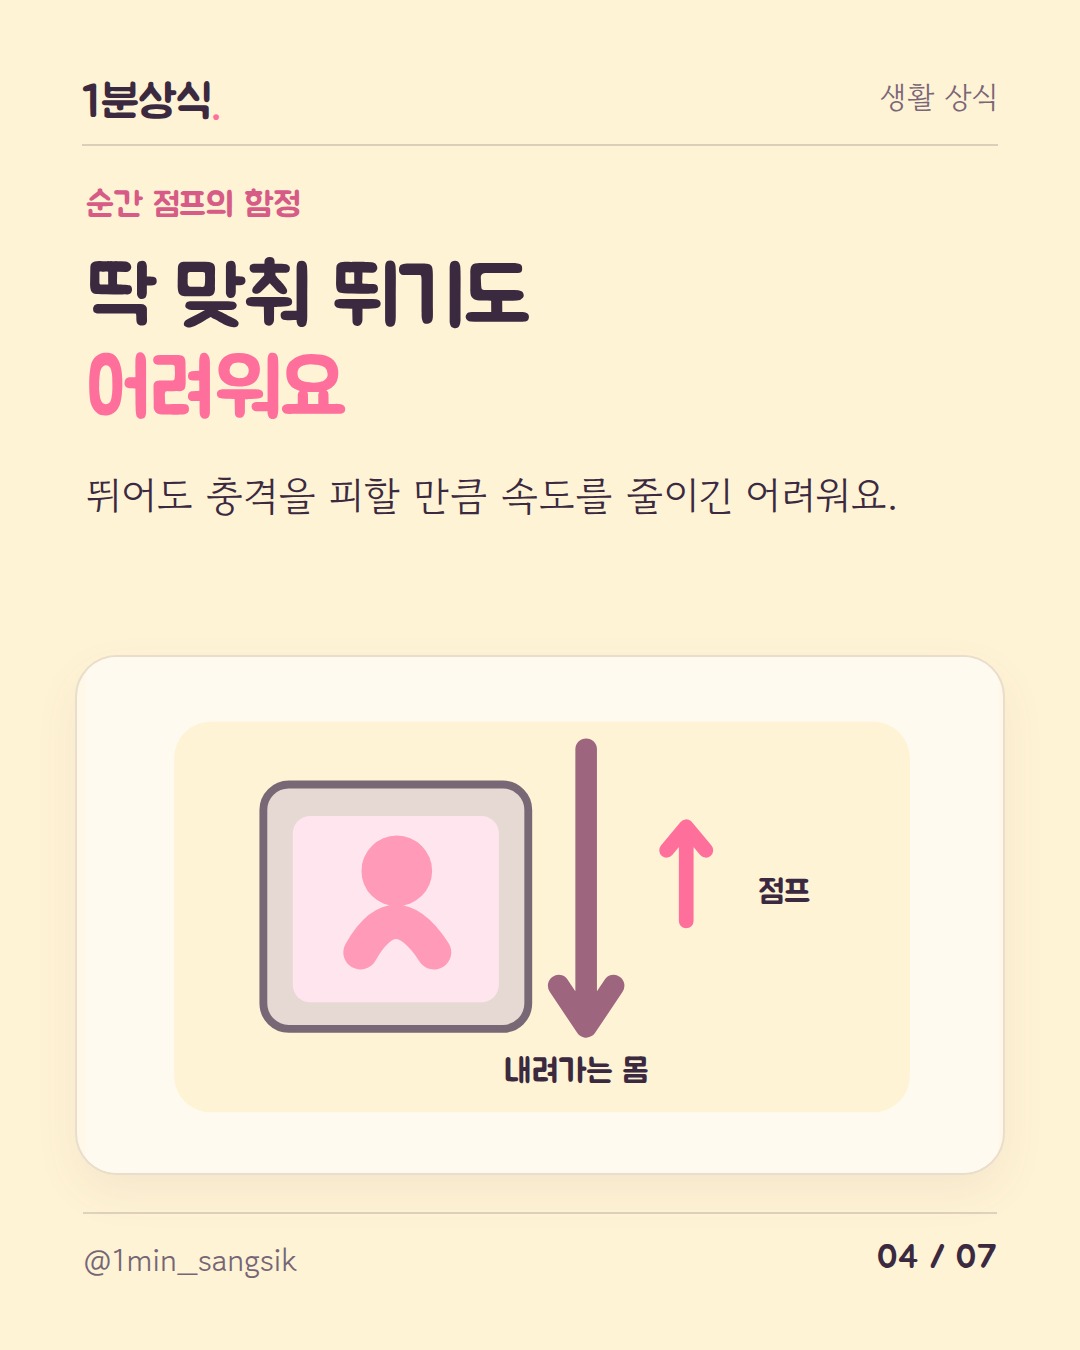 1분상식.
생활 상식
순간 점프의 함정
딱 맞춰 뛰기도
어려워요
뛰어도 충격을 피할 만큼 속도를 줄이긴 어려워요.
점프
내려가는 몸
@1min_sangsik
04 / 07